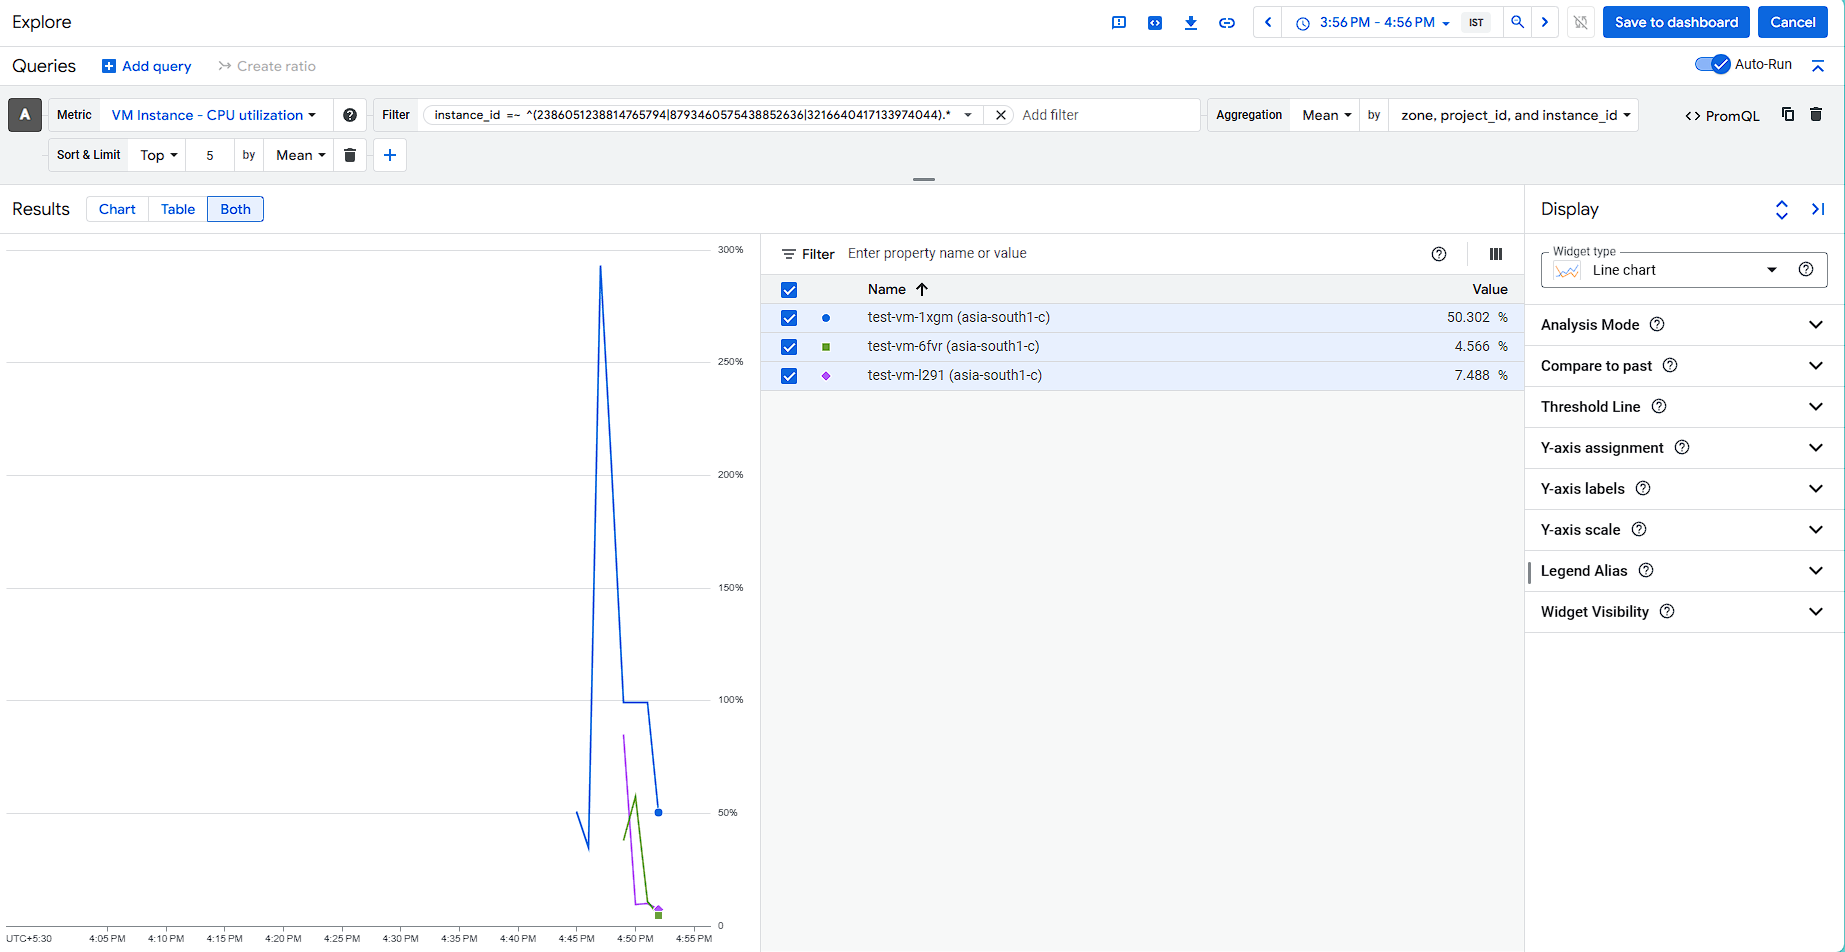 Explore
3:56 PM – 4:56 PM IST Save to dashboard Cancel
Queries Add query Create ratio Auto-Run
A Metric VM Instance - CPU utilization Filter instance_id =~ ^(2386051238814765794|8793460575438852636|3216640417133974044).* Add filter Aggregation Mean by zone, project_id, and instance_id <> PromQL
Sort & Limit Top 5 by Mean
Results Chart Table Both
300%
250%
200%
150%
100%
50%
0
UTC+5:30 4:05 PM 4:10 PM 4:15 PM 4:20 PM 4:25 PM 4:30 PM 4:35 PM 4:40 PM 4:45 PM 4:50 PM 4:55 PM
Filter Enter property name or value
Name Value
test-vm-1xgm (asia-south1-c) 50.302 %
test-vm-6fvr (asia-south1-c) 4.566 %
test-vm-l291 (asia-south1-c) 7.488 %
Display
Widget type
Line chart
Analysis Mode
Compare to past
Threshold Line
Y-axis assignment
Y-axis labels
Y-axis scale
Legend Alias
Widget Visibility